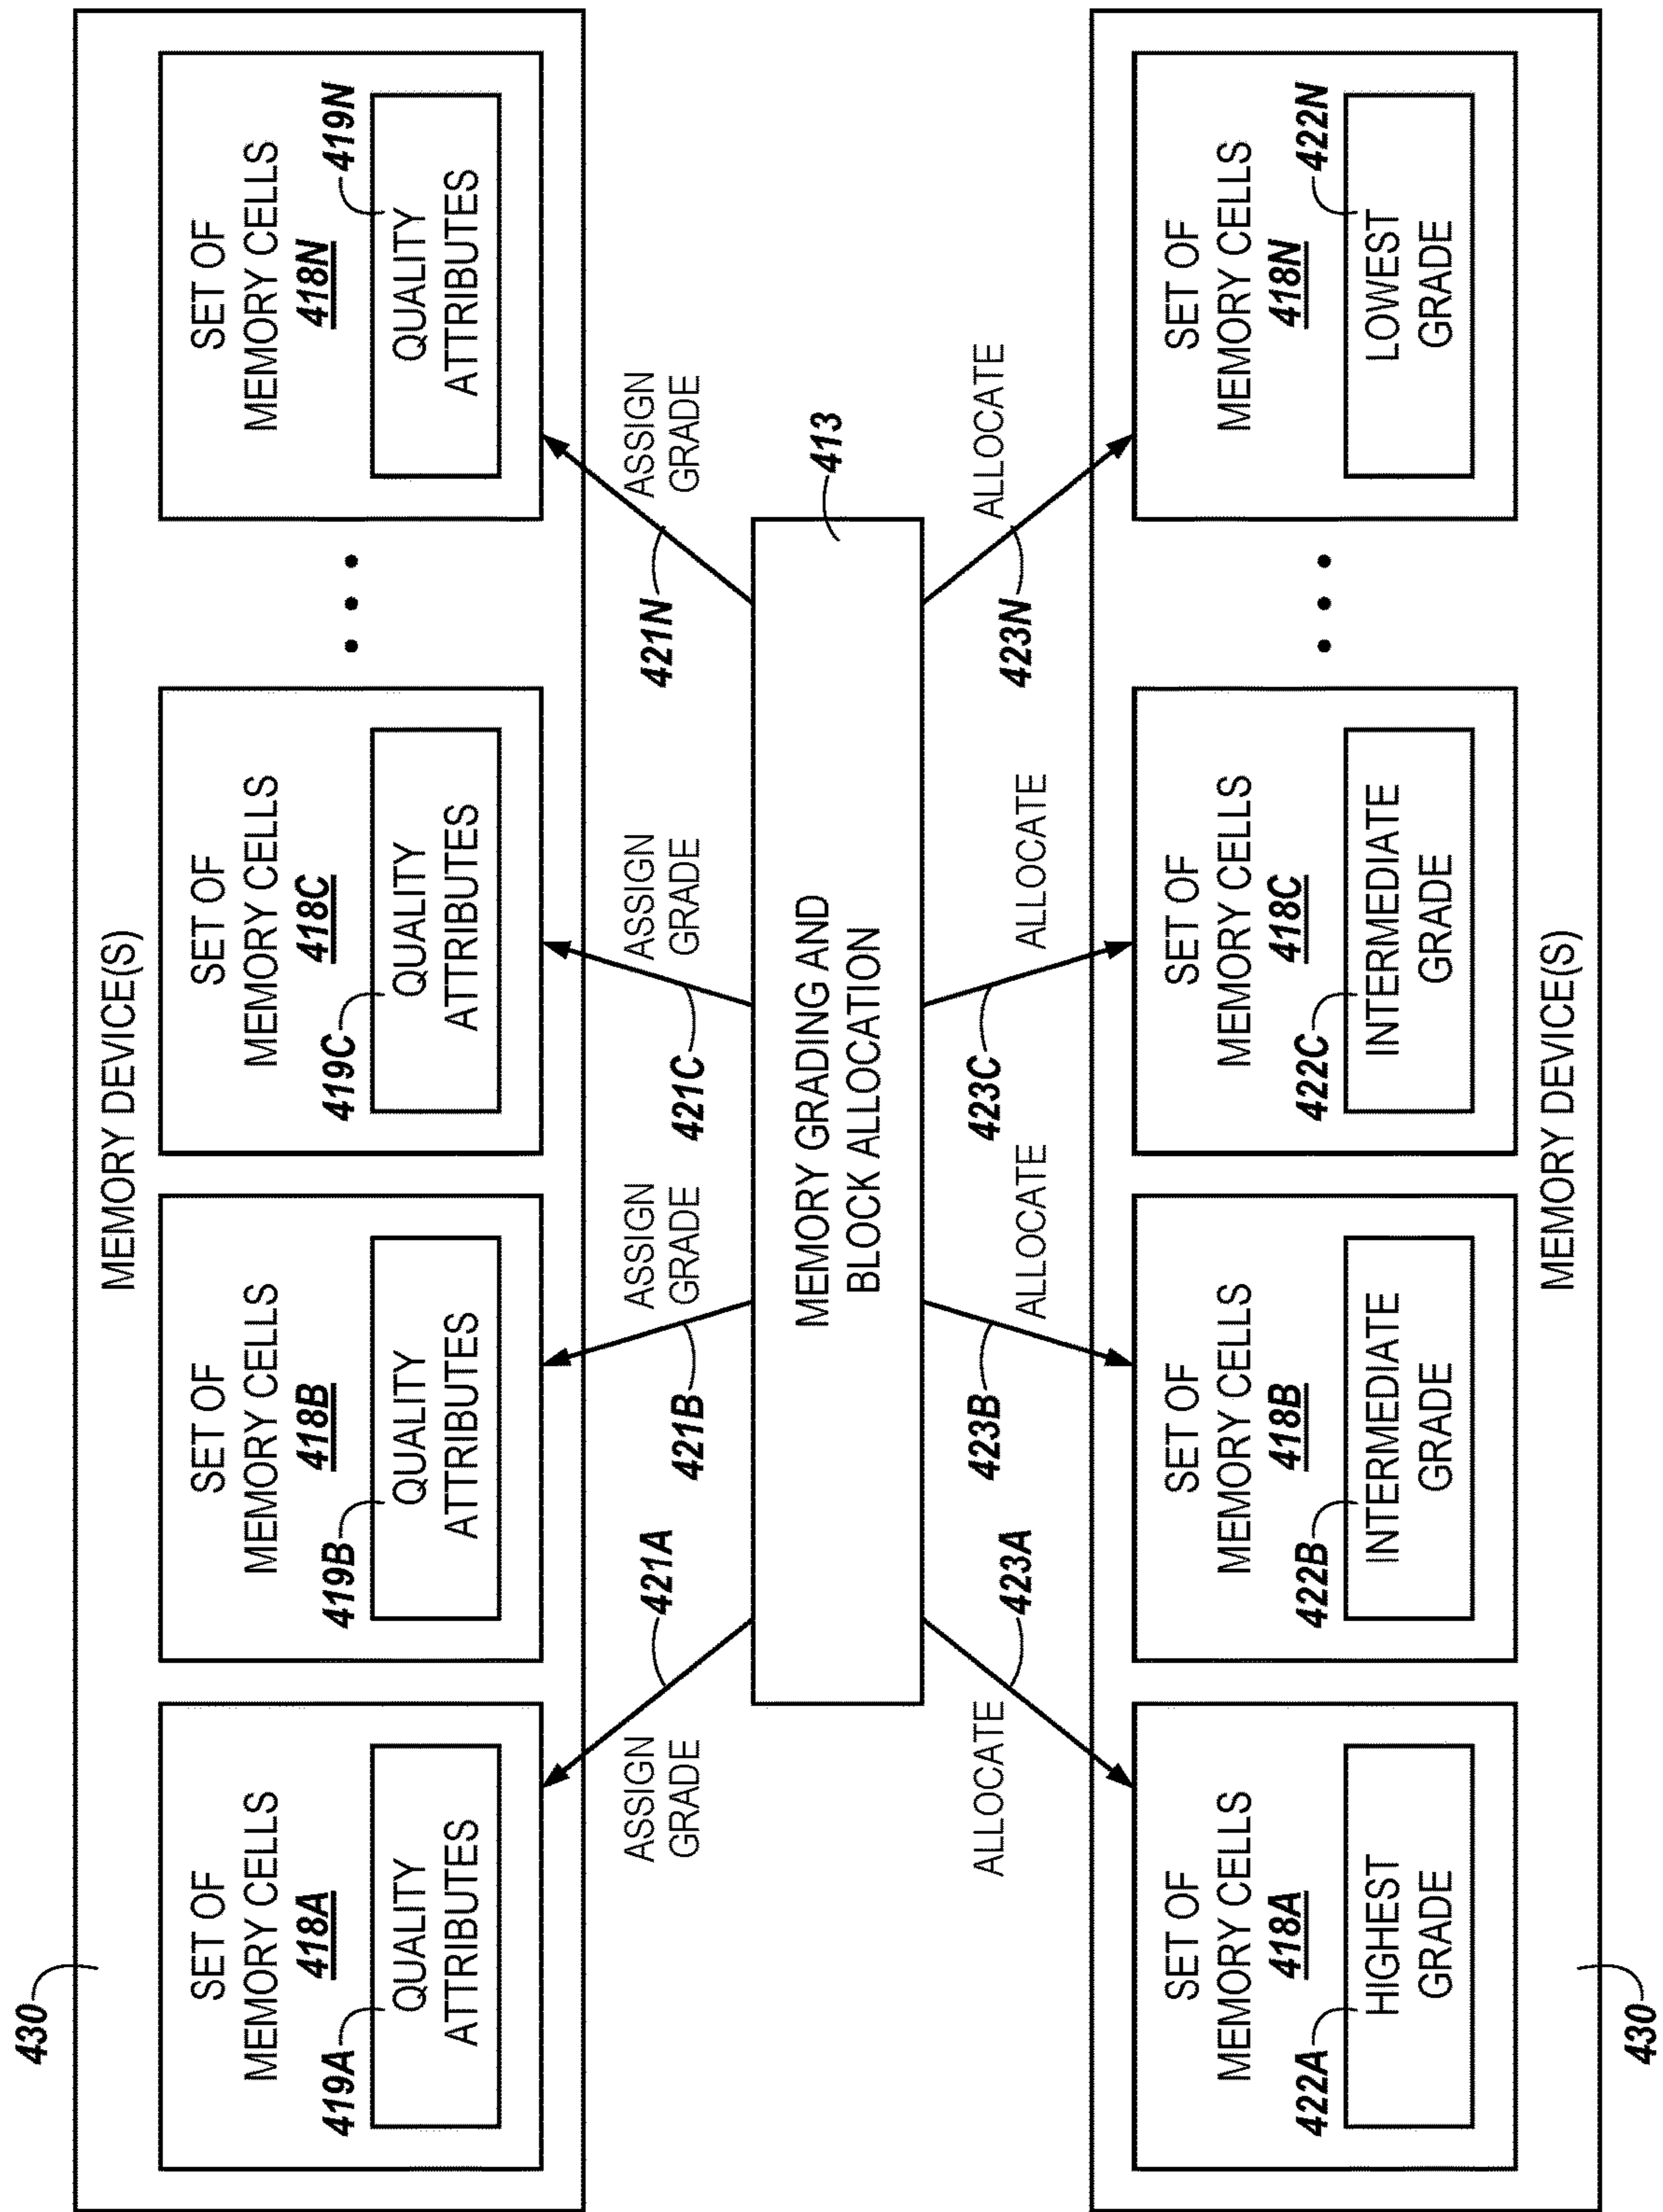 430
MEMORY DEVICE(S)
SET OF
MEMORY CELLS
418A
419A
QUALITY
ATTRIBUTES
SET OF
MEMORY CELLS
418B
419B
QUALITY
ATTRIBUTES
SET OF
MEMORY CELLS
418C
419C
QUALITY
ATTRIBUTES
SET OF
MEMORY CELLS
418N
419N
QUALITY
ATTRIBUTES
ASSIGN
GRADE
421A
421B
ASSIGN
GRADE
421C
ASSIGN
GRADE
421N
ASSIGN
GRADE
MEMORY GRADING AND
BLOCK ALLOCATION
413
ALLOCATE
423A
423B
ALLOCATE
423C
ALLOCATE
423N
ALLOCATE
SET OF
MEMORY CELLS
418A
422A
HIGHEST
GRADE
SET OF
MEMORY CELLS
418B
422B
INTERMEDIATE
GRADE
SET OF
MEMORY CELLS
418C
422C
INTERMEDIATE
GRADE
SET OF
MEMORY CELLS
418N
422N
LOWEST
GRADE
MEMORY DEVICE(S)
430